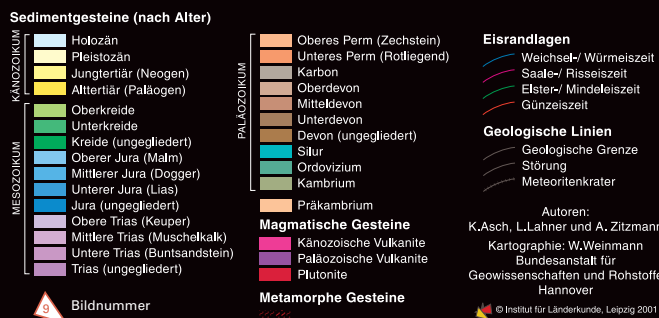 Sedimentgesteine (nach Alter)
KÄNOZOIKUM
Holozän
Pleistozän
Jungtertiär (Neogen)
Alttertiär (Paläogen)
MESOZOIKUM
Oberkreide
Unterkreide
Kreide (ungegliedert)
Oberer Jura (Malm)
Mittlerer Jura (Dogger)
Unterer Jura (Lias)
Jura (ungegliedert)
Obere Trias (Keuper)
Mittlere Trias (Muschelkalk)
Untere Trias (Buntsandstein)
Trias (ungegliedert)
9 Bildnummer
PALÄOZOIKUM
Oberes Perm (Zechstein)
Unteres Perm (Rotliegend)
Karbon
Oberdevon
Mitteldevon
Unterdevon
Devon (ungegliedert)
Silur
Ordovizium
Kambrium
Präkambrium
Magmatische Gesteine
Känozoische Vulkanite
Paläozoische Vulkanite
Plutonite
Metamorphe Gesteine
Eisrandlagen
Weichsel-/ Würmeiszeit
Saale-/ Risseiszeit
Elster-/ Mindeleiszeit
Günzeiszeit
Geologische Linien
Geologische Grenze
Störung
Meteoritenkrater
Autoren:
K.Asch, L.Lahner und A. Zitzmann
Kartographie: W.Weinmann
Bundesanstalt für
Geowissenschaften und Rohstoffe
Hannover
© Institut für Länderkunde, Leipzig 2001